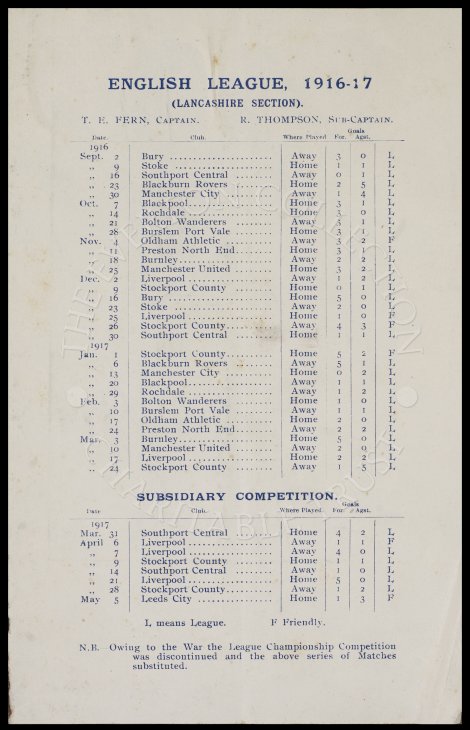 ENGLISH LEAGUE, 1916-17
(LANCASHIRE SECTION).
T. E. FERN, CAPTAIN. R. THOMPSON, SUB-CAPTAIN.
Goals
Date. Club. Where Played For. Agst.
1916
Sept. 2 Bury ........ Away 3 0 L
„ 9 Stoke ........ Home 1 1 L
„ 16 Southport Central ........ Away 0 1 L
„ 23 Blackburn Rovers ........ Home 2 5 L
„ 30 Manchester City ........ Away 1 4 L
Oct. 7 Blackpool ........ Home 3 1 L
„ 14 Rochdale ........ Home 3 0 L
„ 21 Bolton Wanderers ........ Away 3 1 L
„ 28 Burslem Port Vale ........ Home 3 1 L
Nov. 4 Oldham Athletic ........ Away 3 2 F
„ 11 Preston North End ........ Home 3 1 L
„ 18 Burnley ........ Away 2 2 L
„ 25 Manchester United ........ Home 3 2 L
Dec. 2 Liverpool ........ Away 1 2 L
„ 9 Stockport County ........ Home 0 1 L
„ 16 Bury ........ Home 5 0 L
„ 23 Stoke ........ Away 2 0 L
„ 25 Liverpool ........ Home 1 0 F
„ 26 Stockport County ........ Away 4 3 F
„ 30 Southport Central ........ Home 1 1 L
1917
Jan. 1 Stockport County ........ Home 5 2 F
„ 6 Blackburn Rovers ........ Away 5 1 L
„ 13 Manchester City ........ Home 0 2 L
„ 20 Blackpool ........ Away 1 1 L
„ 29 Rochdale ........ Away 1 2 L
Feb. 3 Bolton Wanderers ........ Home 1 0 L
„ 10 Burslem Port Vale ........ Away 1 1 L
„ 17 Oldham Athletic ........ Home 2 0 L
„ 24 Preston North End ........ Away 2 2 L
Mar. 3 Burnley ........ Home 5 0 L
„ 10 Manchester United ........ Away 2 0 L
„ 17 Liverpool ........ Home 2 2 L
„ 24 Stockport County ........ Away 1 5 L
SUBSIDIARY COMPETITION.
Goals
Date Club. Where Played. For. Agst.
1917
Mar. 31 Southport Central ........ Home 4 2 L
April 6 Liverpool ........ Away 1 1 F
„ 7 Liverpool ........ Away 4 0 L
„ 9 Stockport County ........ Home 1 1 L
„ 14 Southport Central ........ Away 1 0 L
„ 21 Liverpool ........ Home 5 0 L
„ 28 Stockport County ........ Away 1 2 L
May 5 Leeds City ........ Home 1 3 F
L means League. F Friendly.
N.B. Owing to the War the League Championship Competition
was discontinued and the above series of Matches
substituted.